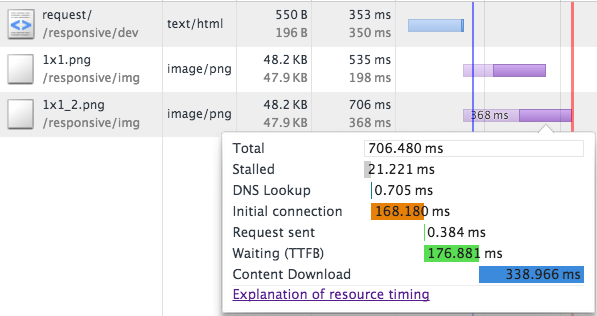 request/ text/html 550 B 353 ms
/responsive/dev 196 B 350 ms
1x1.png image/png 48.2 KB 535 ms
/responsive/img 47.9 KB 198 ms
1x1_2.png image/png 48.2 KB 706 ms
/responsive/img 47.9 KB 368 ms 368 ms
Total 706.480 ms
Stalled 21.221 ms
DNS Lookup 0.705 ms
Initial connection 168.180 ms
Request sent 0.384 ms
Waiting (TTFB) 176.881 ms
Content Download 338.966 ms
Explanation of resource timing